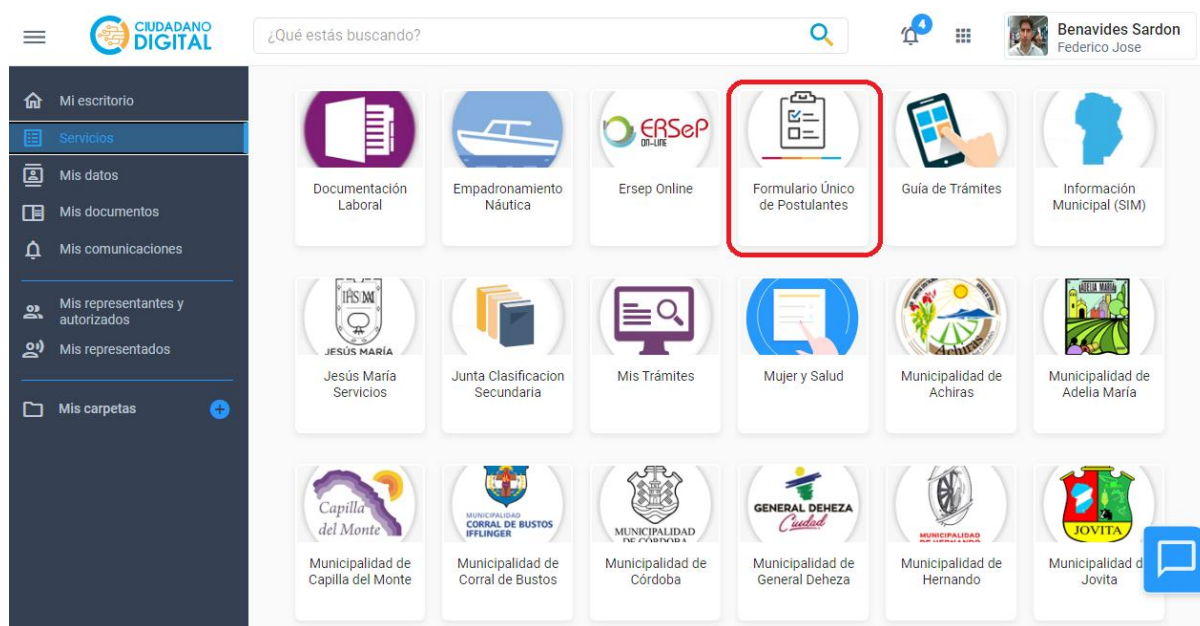 CIUDADANO
DIGITAL
¿Qué estás buscando?
4
Benavides Sardon
Federico Jose
Mi escritorio
Servicios
Mis datos
Mis documentos
Mis comunicaciones
Mis representantes y
autorizados
Mis representados
Mis carpetas
Documentación
Laboral
Empadronamiento
Náutica
ERSeP
ON-LINE
Ersep Online
Formulario Único
de Postulantes
Guía de Trámites
Información
Municipal (SIM)
JESÚS MARÍA
Jesús María
Servicios
Junta Clasificacion
Secundaria
Mis Trámites
Mujer y Salud
Achiras
Municipalidad de
Achiras
ADELIA MARIA
Municipalidad de
Adelia María
Capilla
del Monte
Municipalidad de
Capilla del Monte
MUNICIPALIDAD
CORRAL DE BUSTOS
IFFLINGER
Municipalidad de
Corral de Bustos
MUNICIPALIDAD
DE CÓRDOBA
Municipalidad de
Córdoba
GENERAL DEHEZA
Ciudad
Municipalidad de
General Deheza
MUNICIPALIDAD
DE HERNANDO
Municipalidad de
Hernando
JOVITA
Municipalidad d
Jovita